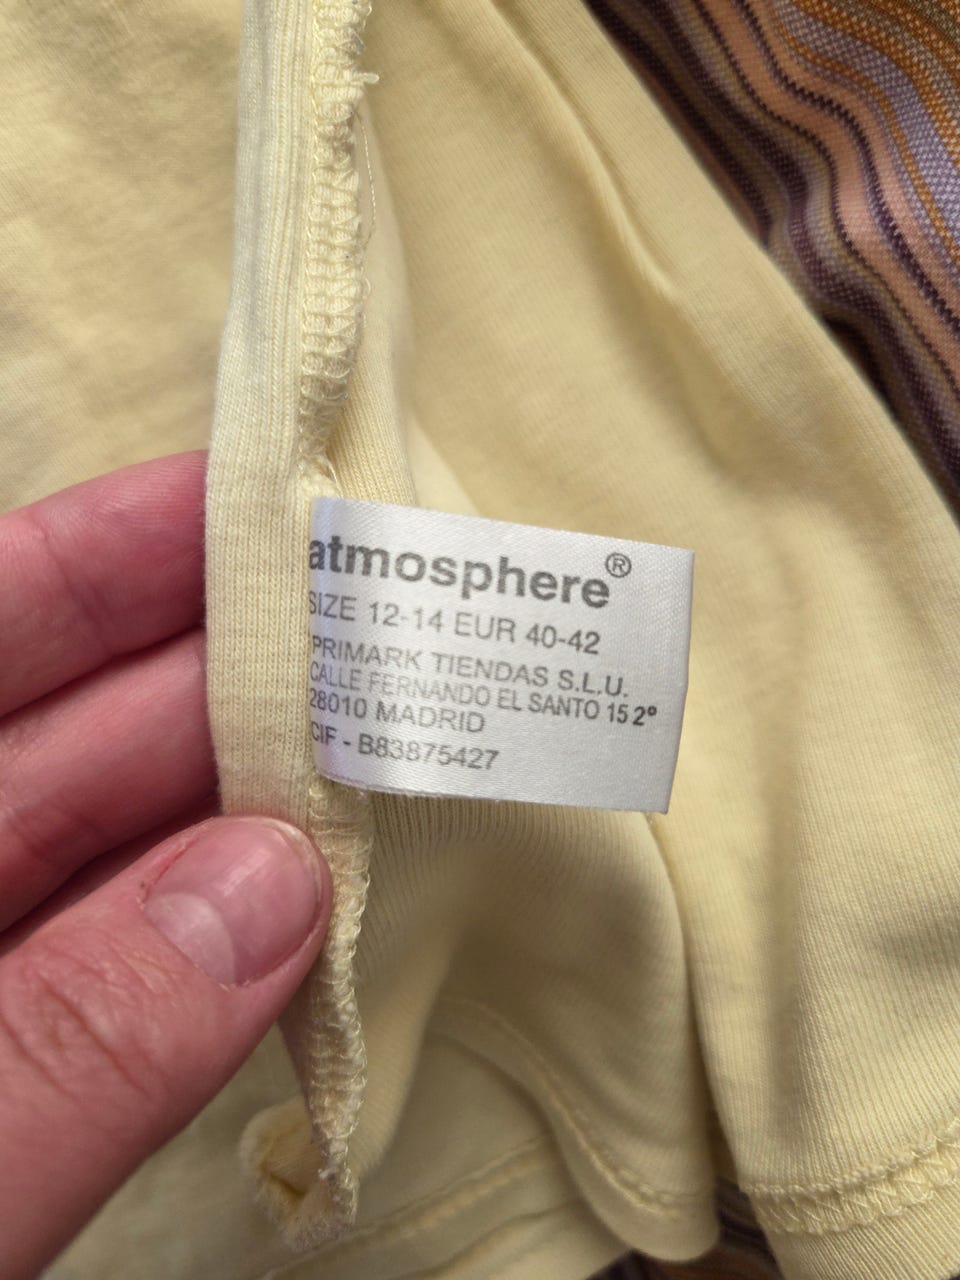 atmosphere®
SIZE 12-14 EUR 40-42
PRIMARK TIENDAS S.L.U.
CALLE FERNANDO EL SANTO 15 2º
28010 MADRID
CIF - B83875427